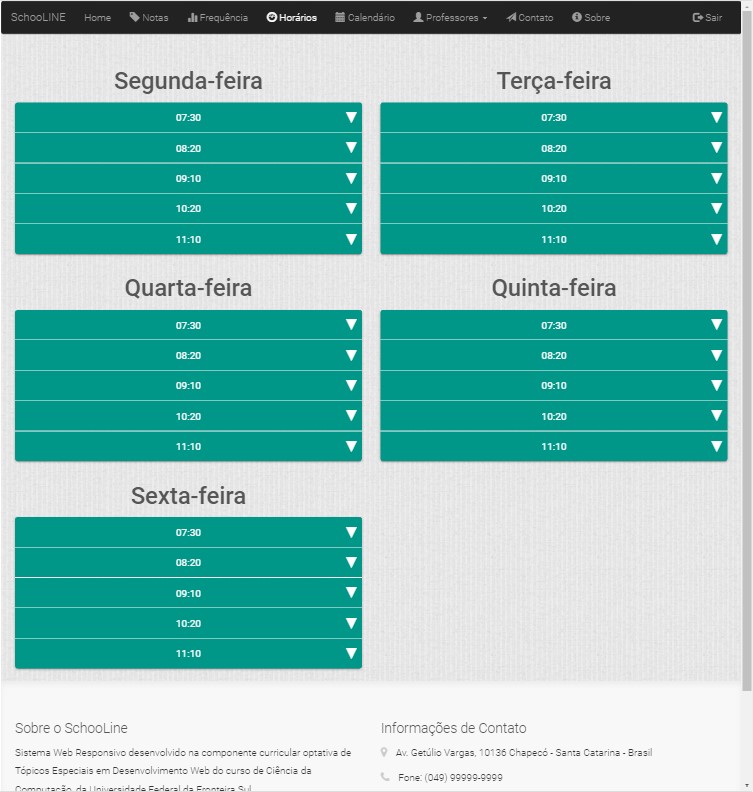 SchooLINE Home Notas Frequência Horários Calendário Professores Contato Sobre Sair
Segunda-feira
07:30
08:20
09:10
10:20
11:10
Terça-feira
07:30
08:20
09:10
10:20
11:10
Quarta-feira
07:30
08:20
09:10
10:20
11:10
Quinta-feira
07:30
08:20
09:10
10:20
11:10
Sexta-feira
07:30
08:20
09:10
10:20
11:10
Sobre o SchooLine
Sistema Web Responsivo desenvolvido na componente curricular optativa de
Tópicos Especiais em Desenvolvimento Web do curso de Ciência da
Computação, da Universidade Federal da Fronteira Sul
Informações de Contato
Av. Getúlio Vargas, 10136 Chapecó - Santa Catarina - Brasil
Fone: (049) 99999-9999